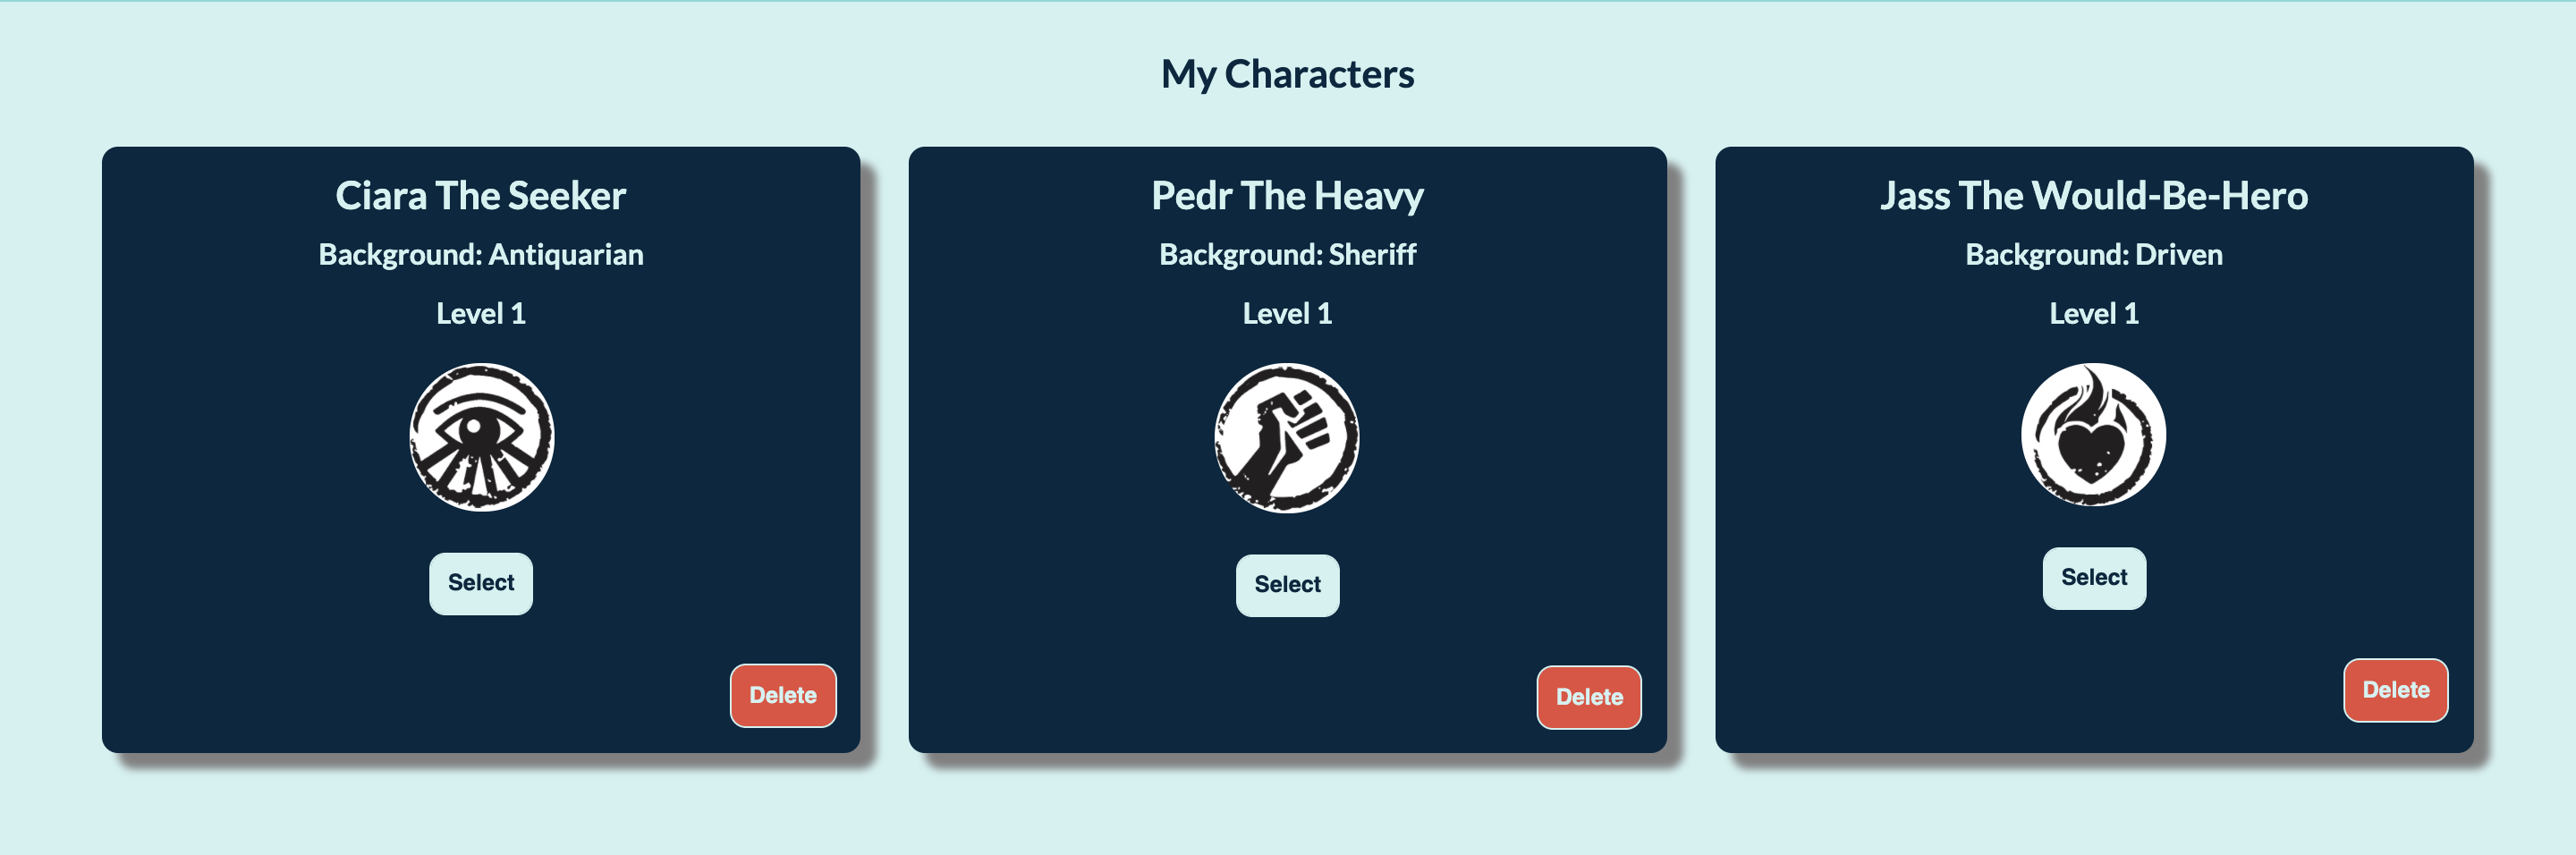 My Characters
Ciara The Seeker
Background: Antiquarian
Level 1
Select
Delete
Pedr The Heavy
Background: Sheriff
Level 1
Select
Delete
Jass The Would-Be-Hero
Background: Driven
Level 1
Select
Delete